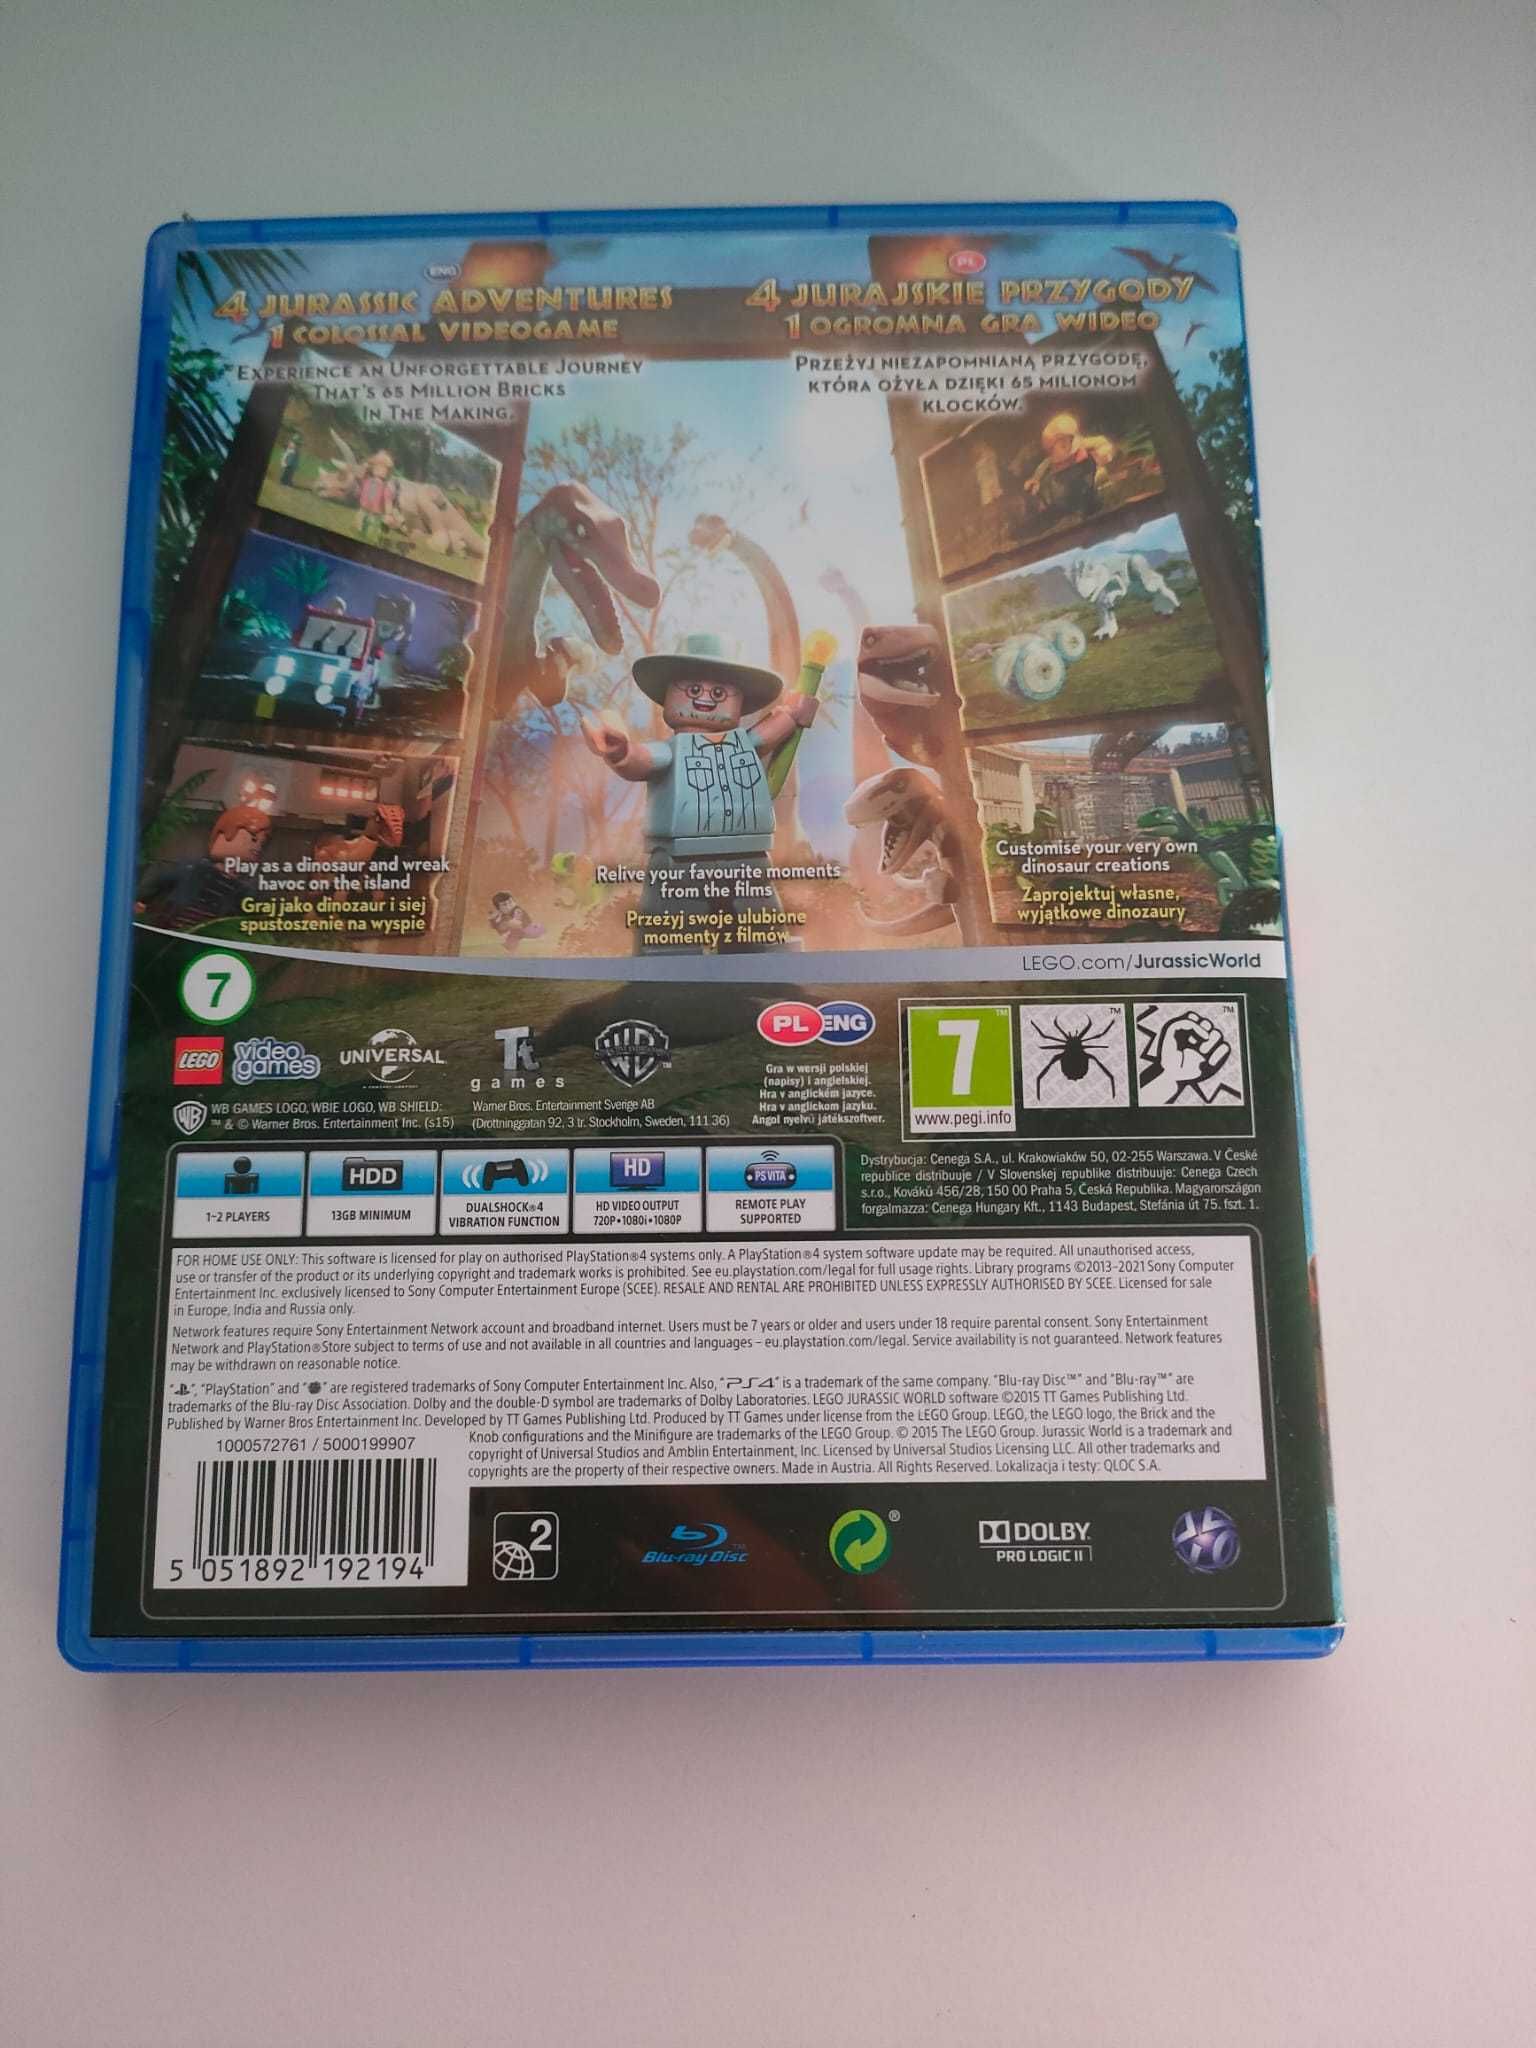 ENG
4 JURASSIC ADVENTURES
1 COLOSSAL VIDEOGAME
EXPERIENCE AN UNFORGETTABLE JOURNEY
THAT'S 65 MILLION BRICKS
IN THE MAKING.
PL
4 JURAJSKIE PRZYGODY
1 OGROMNA GRA WIDEO
PRZEŻYJ NIEZAPOMNIANĄ PRZYGODĘ,
KTÓRA OŻYŁA DZIĘKI 65 MILIONOM
KLOCKÓW.
Play as a dinosaur and wreak
havoc on the island
Graj jako dinozaur i siej
spustoszenie na wyspie
Relive your favourite moments
from the films
Przeżyj swoje ulubione
momenty z filmów
Customise your very own
dinosaur creations
Zaprojektuj własne,
wyjątkowe dinozaury
LEGO.com/JurassicWorld
7
LEGO
video
games
UNIVERSAL
Tt
games
WB
PL ENG
Gra w wersji polskiej
(napisy) i angielskiej.
Hra v anglickém jazyce.
Hra v anglickom jazyku.
Angol nyelvű játékszoftver.
7
www.pegi.info
WB GAMES LOGO, WBIE LOGO, WB SHIELD:
™ & © Warner Bros. Entertainment Inc. (s15)
Warner Bros. Entertainment Sverige AB
(Drottninggatan 92, 3 tr. Stockholm, Sweden, 111 36)
1-2 PLAYERS
HDD
13GB MINIMUM
DUALSHOCK®4
VIBRATION FUNCTION
HD
HD VIDEO OUTPUT
720P•1080i•1080P
PS VITA
REMOTE PLAY
SUPPORTED
Dystrybucja: Cenega S.A., ul. Krakowiaków 50, 02-255 Warszawa. V České
republice distribuuje / V Slovenskej republike distribuuje: Cenega Czech
s.r.o., Kováků 456/28, 150 00 Praha 5, Česká Republika. Magyarországon
forgalmazza: Cenega Hungary Kft., 1143 Budapest, Stefánia út 75. fszt. 1.
FOR HOME USE ONLY: This software is licensed for play on authorised PlayStation®4 systems only. A PlayStation®4 system software update may be required. All unauthorised access,
use or transfer of the product or its underlying copyright and trademark works is prohibited. See eu.playstation.com/legal for full usage rights. Library programs ©2013-2021 Sony Computer
Entertainment Inc. exclusively licensed to Sony Computer Entertainment Europe (SCEE). RESALE AND RENTAL ARE PROHIBITED UNLESS EXPRESSLY AUTHORISED BY SCEE. Licensed for sale
in Europe, India and Russia only.
Network features require Sony Entertainment Network account and broadband internet. Users must be 7 years or older and users under 18 require parental consent. Sony Entertainment
Network and PlayStation®Store subject to terms of use and not available in all countries and languages – eu.playstation.com/legal. Service availability is not guaranteed. Network features
may be withdrawn on reasonable notice.
“ ”, “PlayStation” and “ ” are registered trademarks of Sony Computer Entertainment Inc. Also, “PS4” is a trademark of the same company. “Blu-ray Disc™” and “Blu-ray™” are
trademarks of the Blu-ray Disc Association. Dolby and the double-D symbol are trademarks of Dolby Laboratories. LEGO JURASSIC WORLD software ©2015 TT Games Publishing Ltd.
Published by Warner Bros Entertainment Inc. Developed by TT Games Publishing Ltd. Produced by TT Games under license from the LEGO Group. LEGO, the LEGO logo, the Brick and the
Knob configurations and the Minifigure are trademarks of the LEGO Group. © 2015 The LEGO Group. Jurassic World is a trademark and
copyright of Universal Studios and Amblin Entertainment, Inc. Licensed by Universal Studios Licensing LLC. All other trademarks and
copyrights are the property of their respective owners. Made in Austria. All Rights Reserved. Lokalizacja i testy: QLOC S.A.
1000572761 / 5000199907
5 051892 192194
2
Blu-ray Disc™
DOLBY
PRO LOGIC II